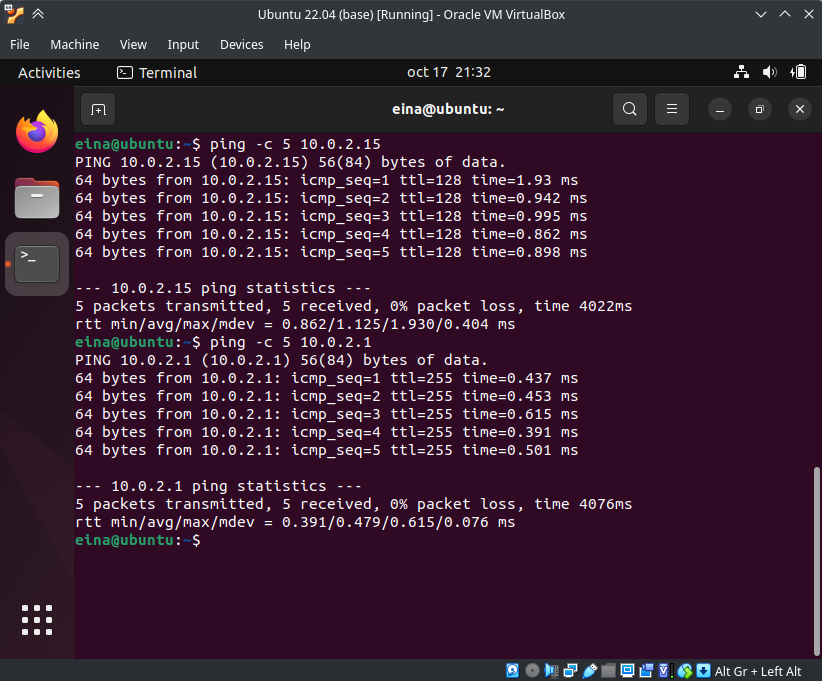 Ubuntu 22.04 (base) [Running] - Oracle VM VirtualBox
File Machine View Input Devices Help
Activities Terminal oct 17 21:32
eina@ubuntu: ~
eina@ubuntu:~$ ping -c 5 10.0.2.15
PING 10.0.2.15 (10.0.2.15) 56(84) bytes of data.
64 bytes from 10.0.2.15: icmp_seq=1 ttl=128 time=1.93 ms
64 bytes from 10.0.2.15: icmp_seq=2 ttl=128 time=0.942 ms
64 bytes from 10.0.2.15: icmp_seq=3 ttl=128 time=0.995 ms
64 bytes from 10.0.2.15: icmp_seq=4 ttl=128 time=0.862 ms
64 bytes from 10.0.2.15: icmp_seq=5 ttl=128 time=0.898 ms
--- 10.0.2.15 ping statistics ---
5 packets transmitted, 5 received, 0% packet loss, time 4022ms
rtt min/avg/max/mdev = 0.862/1.125/1.930/0.404 ms
eina@ubuntu:~$ ping -c 5 10.0.2.1
PING 10.0.2.1 (10.0.2.1) 56(84) bytes of data.
64 bytes from 10.0.2.1: icmp_seq=1 ttl=255 time=0.437 ms
64 bytes from 10.0.2.1: icmp_seq=2 ttl=255 time=0.453 ms
64 bytes from 10.0.2.1: icmp_seq=3 ttl=255 time=0.615 ms
64 bytes from 10.0.2.1: icmp_seq=4 ttl=255 time=0.391 ms
64 bytes from 10.0.2.1: icmp_seq=5 ttl=255 time=0.501 ms
--- 10.0.2.1 ping statistics ---
5 packets transmitted, 5 received, 0% packet loss, time 4076ms
rtt min/avg/max/mdev = 0.391/0.479/0.615/0.076 ms
eina@ubuntu:~$
Alt Gr + Left Alt